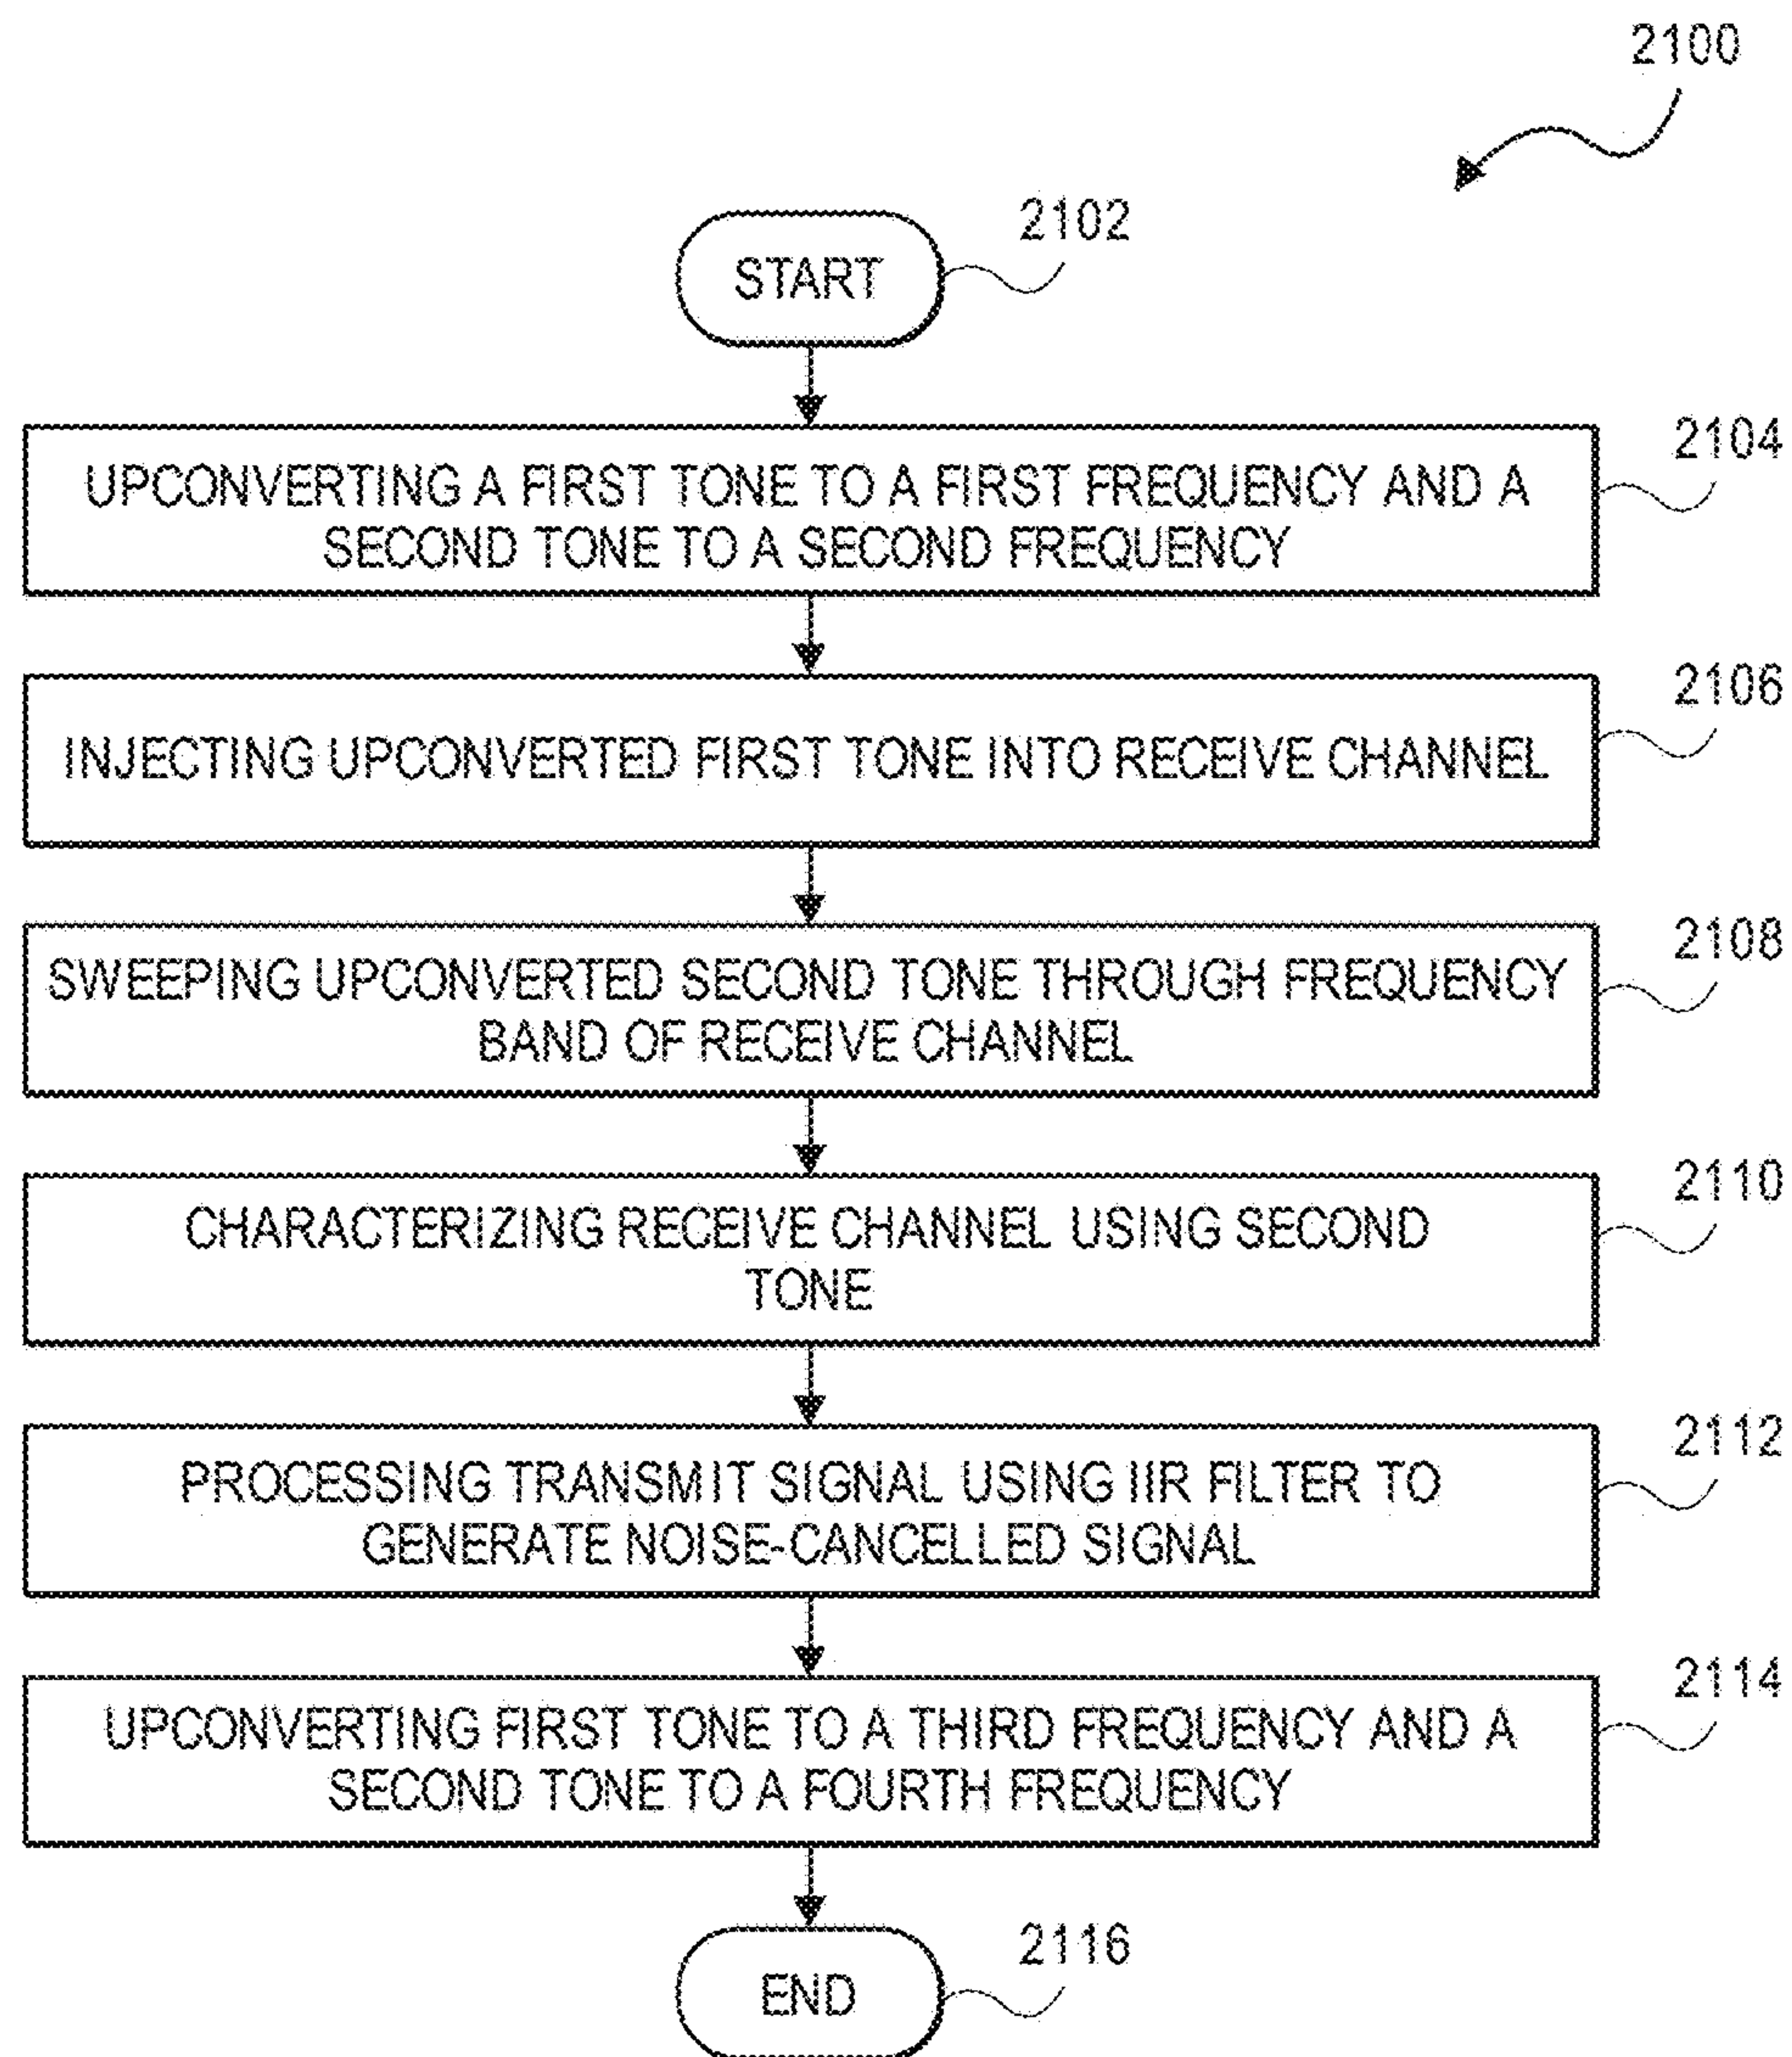 2100
START
2102
UPCONVERTING A FIRST TONE TO A FIRST FREQUENCY AND A
SECOND TONE TO A SECOND FREQUENCY
2104
INJECTING UPCONVERTED FIRST TONE INTO RECEIVE CHANNEL
2106
SWEEPING UPCONVERTED SECOND TONE THROUGH FREQUENCY
BAND OF RECEIVE CHANNEL
2108
CHARACTERIZING RECEIVE CHANNEL USING SECOND
TONE
2110
PROCESSING TRANSMIT SIGNAL USING IIR FILTER TO
GENERATE NOISE-CANCELLED SIGNAL
2112
UPCONVERTING FIRST TONE TO A THIRD FREQUENCY AND A
SECOND TONE TO A FOURTH FREQUENCY
2114
END
2116